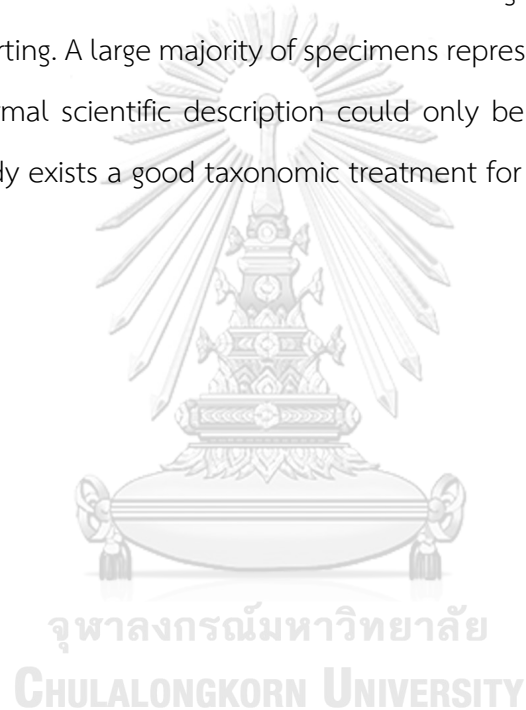 rting. A large majority of specimens repres
rmal scientific description could only be
dy exists a good taxonomic treatment for
จุฬาลงกรณ์มหาวิทยาลัย
CHULALONGKORN UNIVERSITY